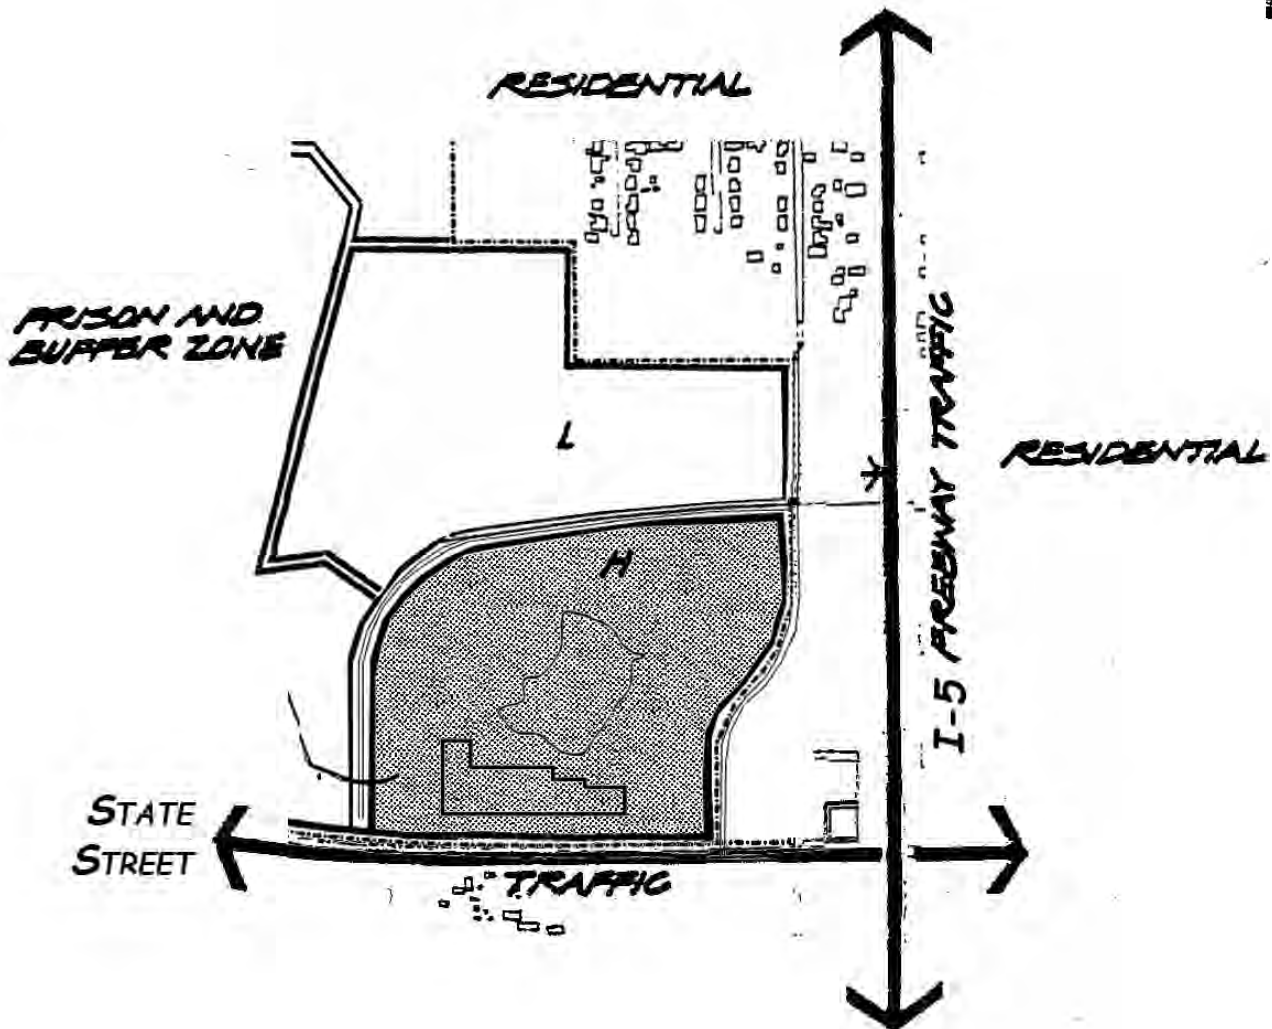 RESIDENTIAL
PRISON AND
BUFFER ZONE
I-5 FREEWAY TRAFFIC
L
RESIDENTIAL
H
STATE
STREET
TRAFFIC